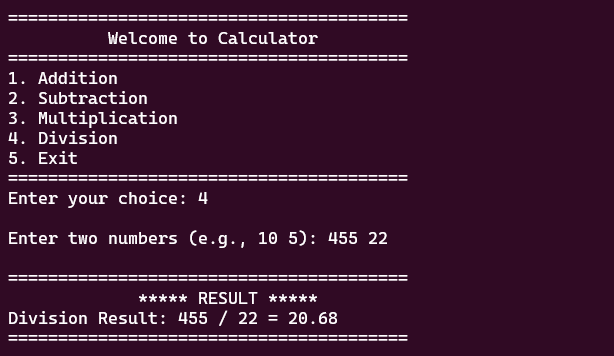 ========================================
Welcome to Calculator
========================================
1. Addition
2. Subtraction
3. Multiplication
4. Division
5. Exit
========================================
Enter your choice: 4
Enter two numbers (e.g., 10 5): 455 22
========================================
***** RESULT *****
Division Result: 455 / 22 = 20.68
========================================